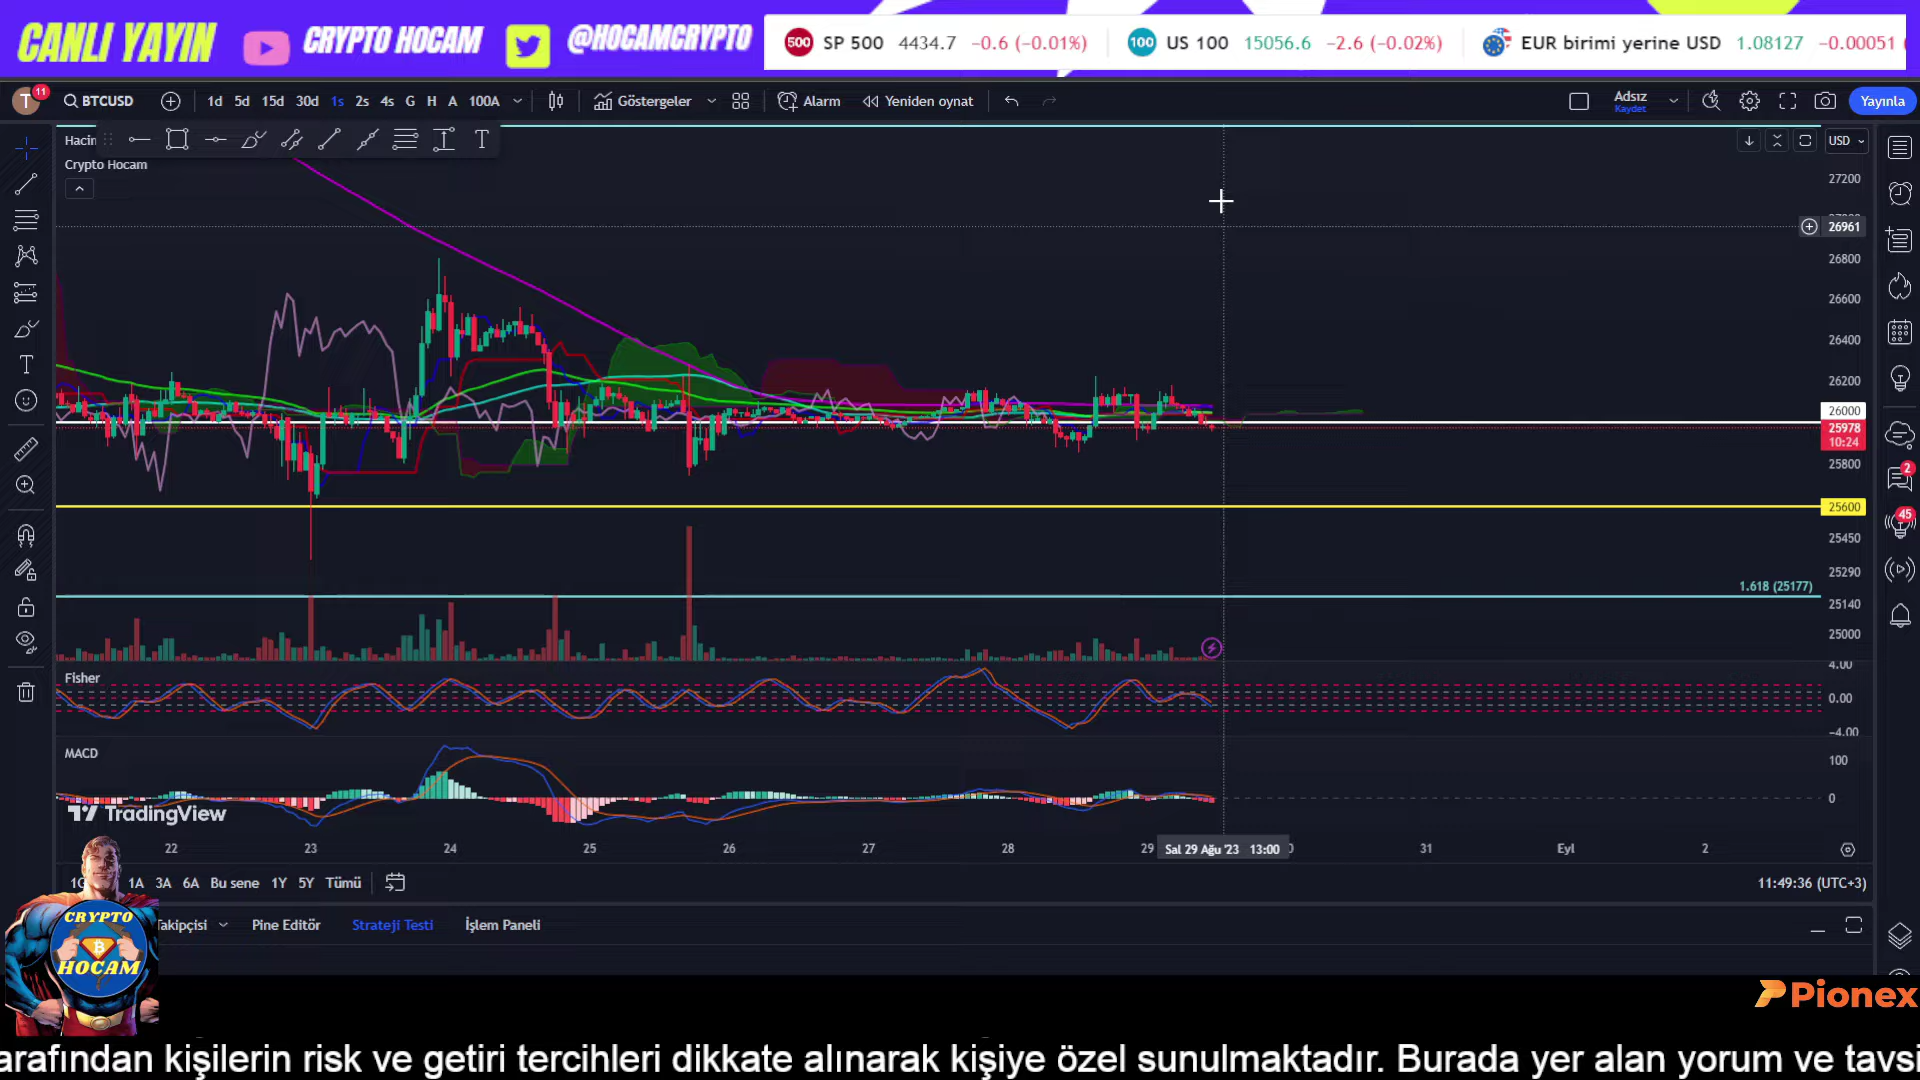 CANLI YAYIN CRYPTO HOCAM @HOCAMCRYPTO
SP 500 4434.7 −0.6 (−0.01%) US 100 15056.6 −2.6 (−0.02%) EUR birimi yerine USD 1.08127 −0.00051
T 11 BTCUSD 1d 5d 15d 30d 1s 2s 4s G H A 100A Göstergeler Alarm Yeniden oynat Adsız Kaydet Yayınla
Hacim T USD
Crypto Hocam
27200
26961
26800
26600
26400
26200
26000
25978
10:24
25800
25600
25450
25290
1.618 (25177)
25140
25000
Fisher
4.00
0.00
−4.00
MACD
100
0
TradingView
22 23 24 25 26 27 28 29 Sal 29 Ağu '23 13:00 31 Eyl 2
1A 3A 6A Bu sene 1Y 5Y Tümü 11:49:36 (UTC+3)
Takipçisi Pine Editör Strateji Testi İşlem Paneli
2
45
CRYPTO
HOCAM
Pionex
arafından kişilerin risk ve getiri tercihleri dikkate alınarak kişiye özel sunulmaktadır. Burada yer alan yorum ve tavsi